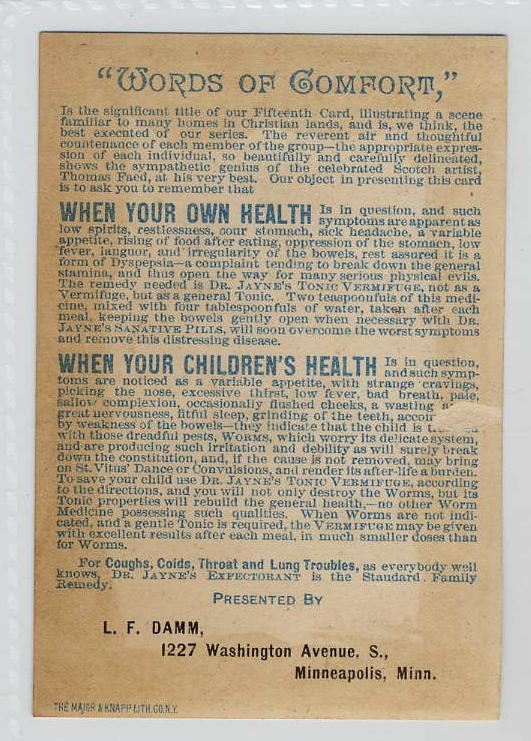 “WORDS OF COMFORT,”
Is the significant title of our Fifteenth Card, illustrating a scene
familiar to many homes in Christian lands, and is, we think, the
best executed of our series. The reverent air and thoughtful
countenance of each member of the group—the appropriate expres-
sion of each individual, so beautifully and carefully delineated,
shows the sympathetic genius of the celebrated Scotch artist,
Thomas Faed, at his very best. Our object in presenting this card
is to ask you to remember that
WHEN YOUR OWN HEALTH Is in question, and such
symptoms are apparent as
low spirits, restlessness, sour stomach, sick headache, a variable
appetite, rising of food after eating, oppression of the stomach, low
fever, languor, and irregularity of the bowels, rest assured it is a
form of Dyspepsia—a complaint tending to break down the general
stamina, and thus open the way for many serious physical evils.
The remedy needed is DR. JAYNE'S TONIC VERMIFUGE, not as a
Vermifuge, but as a general Tonic. Two teaspoonfuls of this medi-
cine, mixed with four tablespoonfuls of water, taken after each
meal, keeping the bowels gently open when necessary with DR.
JAYNE'S SANATIVE PILLS, will soon overcome the worst symptoms
and remove this distressing disease.
WHEN YOUR CHILDREN'S HEALTH Is in question,
and such symp-
toms are noticed as a variable appetite, with strange cravings,
picking the nose, excessive thirst, low fever, bad breath, pale,
sallow complexion, occasionally flushed cheeks, a wasting
great nervousness, fitful sleep, grinding of the teeth,
by weakness of the bowels—they indicate that the child is
with those dreadful pests, WORMS, which worry its delicate system,
and are producing such irritation and debility as will surely break
down the constitution, and, if the cause is not removed, may bring
on St. Vitus' Dance or Convulsions, and render its after-life a burden.
To save your child use DR. JAYNE'S TONIC VERMIFUGE, according
to the directions, and you will not only destroy the Worms, but its
Tonic properties will rebuild the general health,—no other Worm
Medicine possessing such qualities. When Worms are not indi-
cated, and a gentle Tonic is required, the VERMIFUGE may be given
with excellent results after each meal, in much smaller doses than
for Worms.
For Coughs, Colds, Throat and Lung Troubles, as everybody well
knows, DR. JAYNE'S EXPECTORANT is the Standard Family
Remedy.
PRESENTED BY
L. F. DAMM,
1227 Washington Avenue. S.,
Minneapolis, Minn.
THE MAJOR & KNAPP LITH. CO. N.Y.